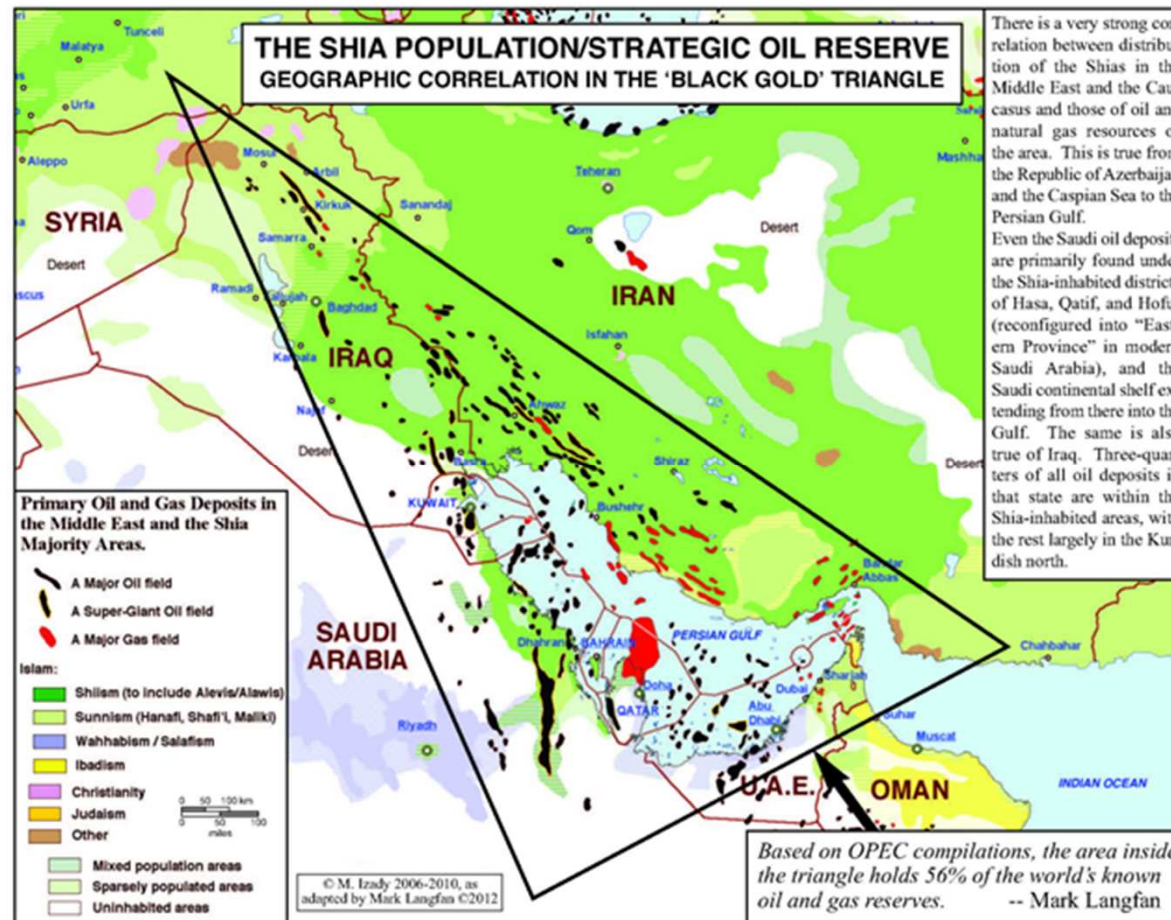 THE SHIA POPULATION/STRATEGIC OIL RESERVE
GEOGRAPHIC CORRELATION IN THE 'BLACK GOLD' TRIANGLE
There is a very strong cor
relation between distribu
tion of the Shias in th
Middle East and the Cau
casus and those of oil an
natural gas resources o
the area. This is true from
the Republic of Azerbaija
and the Caspian Sea to th
Persian Gulf.
Even the Saudi oil deposit
are primarily found unde
the Shia-inhabited district
of Hasa, Qatif, and Hofu
(reconfigured into "East
ern Province" in modern
Saudi Arabia), and th
Saudi continental shelf ex
tending from there into th
Gulf. The same is als
true of Iraq. Three-quar
ters of all oil deposits i
that state are within th
Shia-inhabited areas, wit
the rest largely in the Kur
dish north.
Tunceli
Malatya
Urfa
Aleppo
Mosul
Arbil
Kirkuk
Sanandaj
Teheran
Mashha
Qom
SYRIA
Desert
Desert
Samarra
IRAN
Ramadi
Baghdad
scus
Isfahan
IRAQ
Karbala
Najaf
Ahwaz
Desert
Basra
Shiraz
Desert
KUWAIT
Bushehr
Bandar
Abbas
SAUDI
ARABIA
Dhahran
BAHRAIN
PERSIAN GULF
Chahbahar
Doha
QATAR
Dubai
Sharjah
Abu
Dhabi
Suhar
Muscat
Riyadh
U.A.E.
OMAN
INDIAN OCEAN
Primary Oil and Gas Deposits in
the Middle East and the Shia
Majority Areas.
A Major Oil field
A Super-Giant Oil field
A Major Gas field
Islam:
Shiism (to include Alevis/Alawis)
Sunnism (Hanafi, Shafi'i, Maliki)
Wahhabism / Salafism
Ibadism
Christianity
Judaism
Other
0 50 100 km
0 50 100
miles
Mixed population areas
Sparsely populated areas
Uninhabited areas
© M. Izady 2006-2010, as
adapted by Mark Langfan ©2012
Based on OPEC compilations, the area inside
the triangle holds 56% of the world's known
oil and gas reserves. -- Mark Langfan